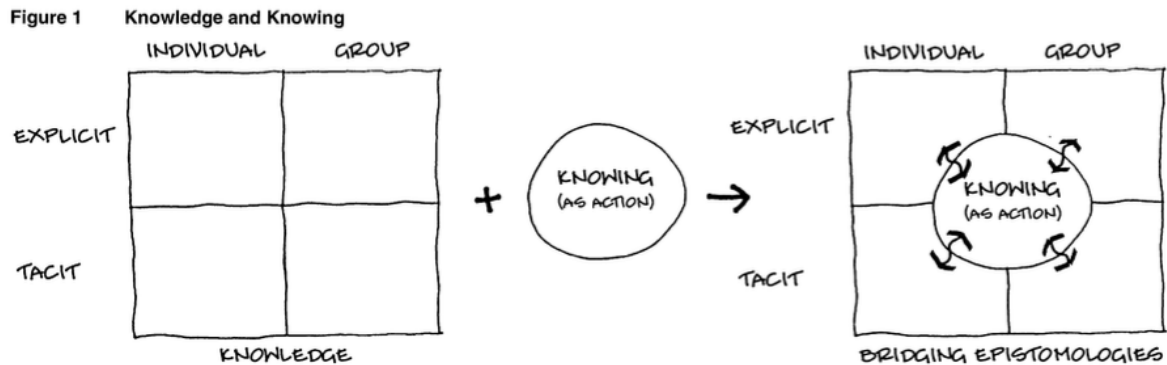 Figure 1 Knowledge and Knowing
INDIVIDUAL GROUP
EXPLICIT
TACIT
KNOWLEDGE
+
KNOWING
(AS ACTION)
INDIVIDUAL GROUP
EXPLICIT
KNOWING
(AS ACTION)
TACIT
BRIDGING EPISTOMOLOGIES